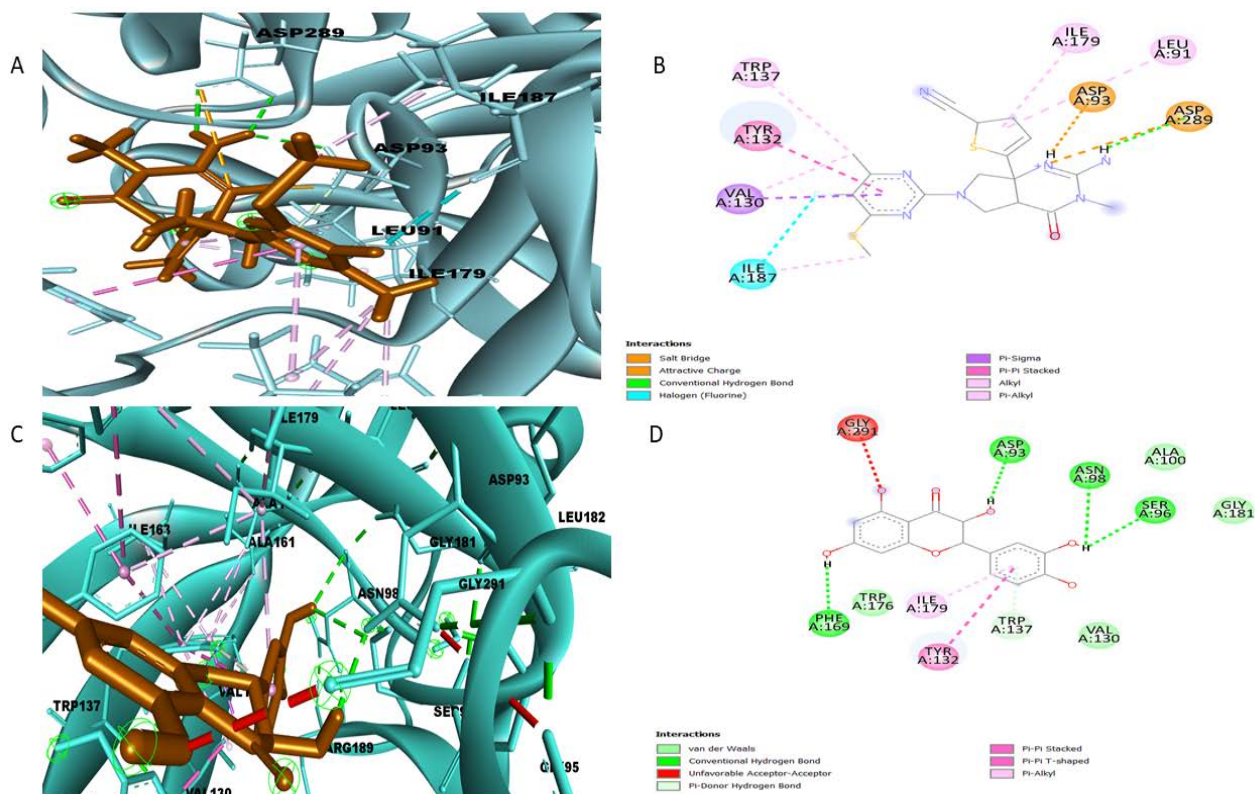 A
ASP289
ILE187
ASP93
LEU91
ILE179
B
ILE
A:179
LEU
A:91
TRP
A:137
ASP
A:93
ASP
A:289
TYR
A:132
VAL
A:130
ILE
A:187
N
S
H
H
N
N
N
N
N
N
O
S
Interactions
Salt Bridge
Attractive Charge
Conventional Hydrogen Bond
Halogen (Fluorine)
Pi-Sigma
Pi-Pi Stacked
Alkyl
Pi-Alkyl
C
ILE179
ASP93
LEU182
ILE163
ALA161
GLY181
GLY291
ASN98
TRP137
ARG189
D
GLY
A:291
ASP
A:93
ASN
A:98
ALA
A:100
SER
A:96
GLY
A:181
PHE
A:169
TRP
A:176
ILE
A:179
TYR
A:132
TRP
A:137
VAL
A:130
O
O
H
O
O
H
O
O
H
O
Interactions
van der Waals
Conventional Hydrogen Bond
Unfavorable Acceptor-Acceptor
Pi-Donor Hydrogen Bond
Pi-Pi Stacked
Pi-Pi T-shaped
Pi-Alkyl